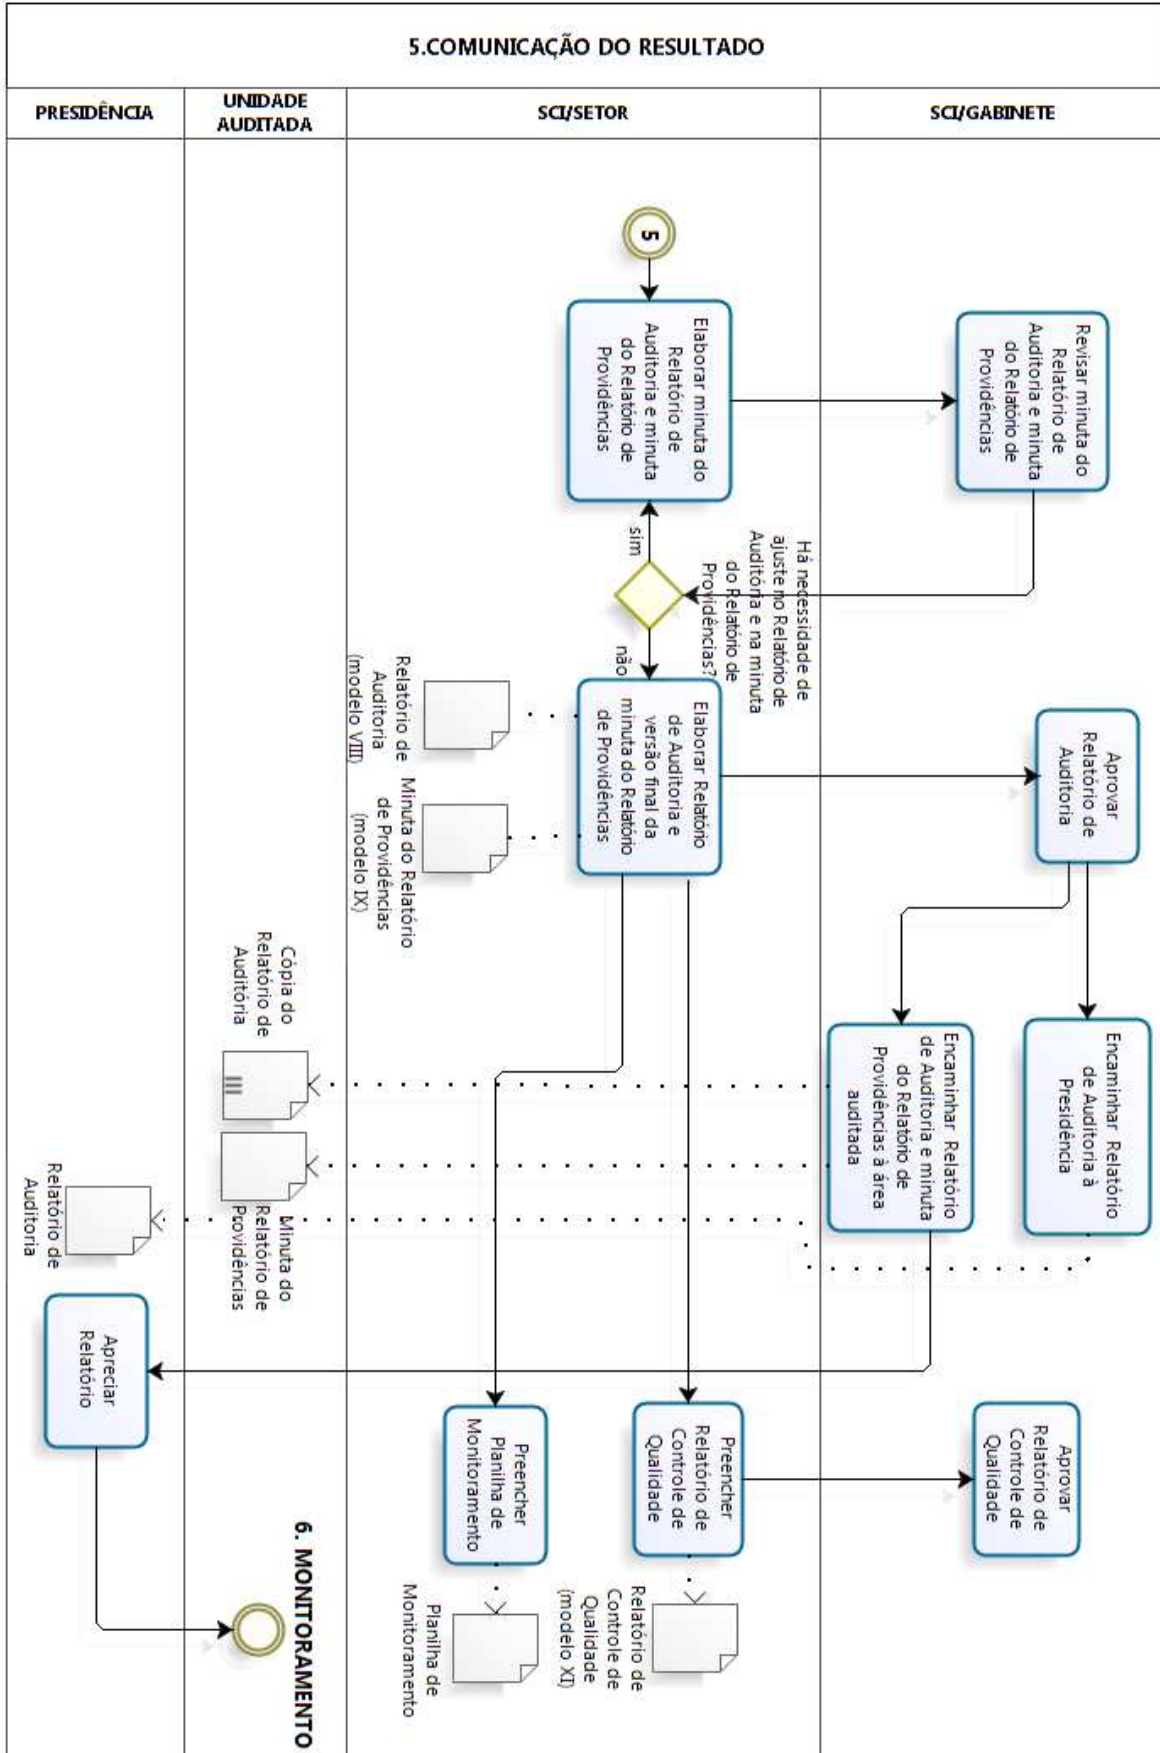 5.COMUNICAÇÃO DO RESULTADO
PRESIDÊNCIA
UNIDADE
AUDITADA
SCI/SETOR
SCI/GABINETE
5
Elaborar minuta do
Relatório de
Auditoria e minuta
do Relatório de
Providências
Revisar minuta do
Relatório de
Auditoria e minuta
do Relatório de
Providências
Há necessidade de
ajuste no Relatório de
Auditória e na minuta
do Relatório de
Providências?
sim
não
Elaborar Relatório
de Auditoria e
versão final da
minuta do Relatório
de Providências
Relatório de
Auditoria
(modelo VIII)
Minuta do Relatório
de Providências
(modelo IX)
Aprovar
Relatório de
Auditoria
Encaminhar Relatório
de Auditoria à
Presidência
Encaminhar Relatório
de Auditoria e minuta
do Relatório de
Providências à área
auditada
Cópia do
Relatório de
Auditória
Minuta do
Relatório de
Providências
Relatório de
Auditoria
Apreciar
Relatório
Preencher
Planilha de
Monitoramento
Preencher
Relatório de
Controle de
Qualidade
Aprovar
Relatório de
Controle de
Qualidade
Relatório de
Controle de
Qualidade
(modelo XI)
Planilha de
Monitoramento
6. MONITORAMENTO